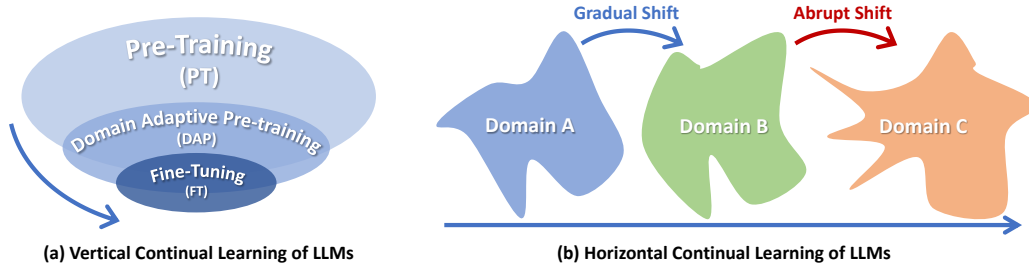 Pre-Training
(PT)
Domain Adaptive Pre-training
(DAP)
Fine-Tuning
(FT)
(a) Vertical Continual Learning of LLMs
Gradual Shift
Abrupt Shift
Domain A
Domain B
Domain C
(b) Horizontal Continual Learning of LLMs